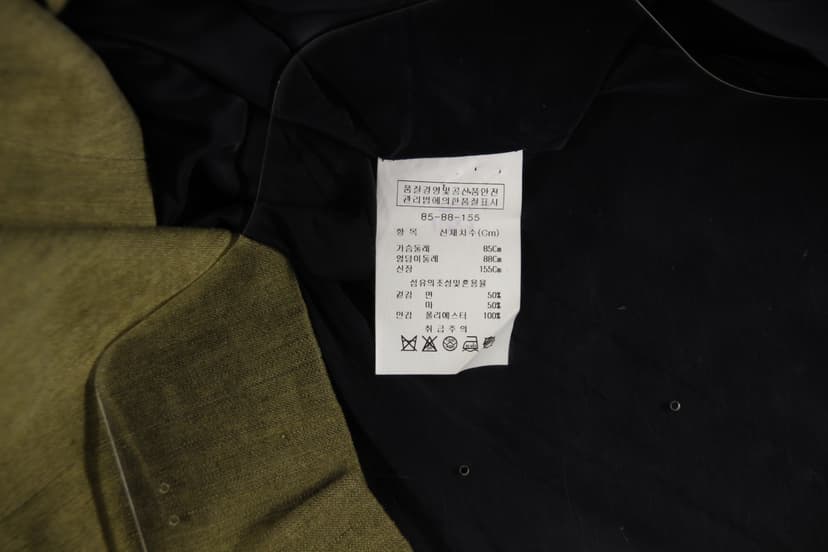 품질경영및공산품안전
관리법에의한품질표시
85-88-155
항 목 신체치수(Cm)
가슴둘레 85Cm
엉덩이둘레 88Cm
신장 155Cm
섬유의조성및혼용율
겉감 면 50%
마 50%
안감 폴리에스터 100%
취급주의